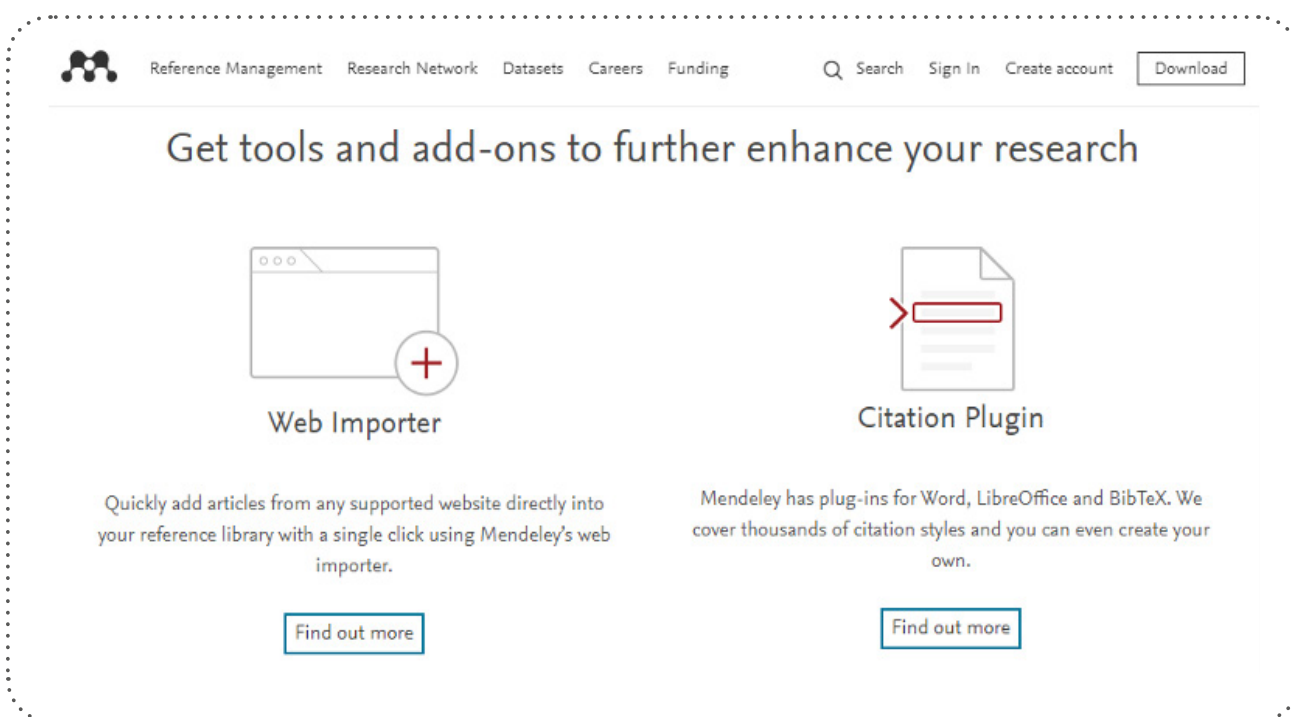 Reference Management Research Network Datasets Careers Funding Search Sign In Create account Download
Get tools and add-ons to further enhance your research
Web Importer
Quickly add articles from any supported website directly into
your reference library with a single click using Mendeley's web
importer.
Find out more
Citation Plugin
Mendeley has plug-ins for Word, LibreOffice and BibTeX. We
cover thousands of citation styles and you can even create your
own.
Find out more